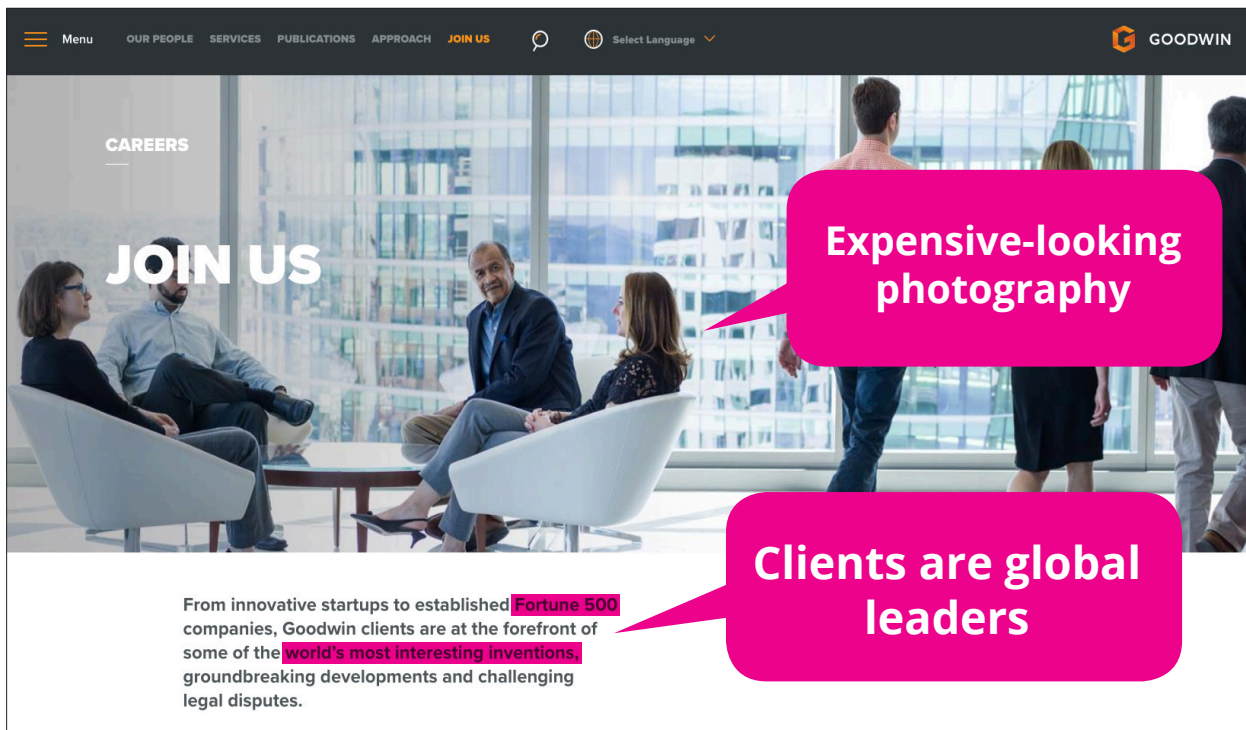 Menu
OUR PEOPLE SERVICES PUBLICATIONS APPROACH JOIN US
Select Language
GOODWIN
CAREERS
JOIN US
Expensive-looking
photography
Clients are global
leaders
From innovative startups to established Fortune 500
companies, Goodwin clients are at the forefront of
some of the world's most interesting inventions,
groundbreaking developments and challenging
legal disputes.